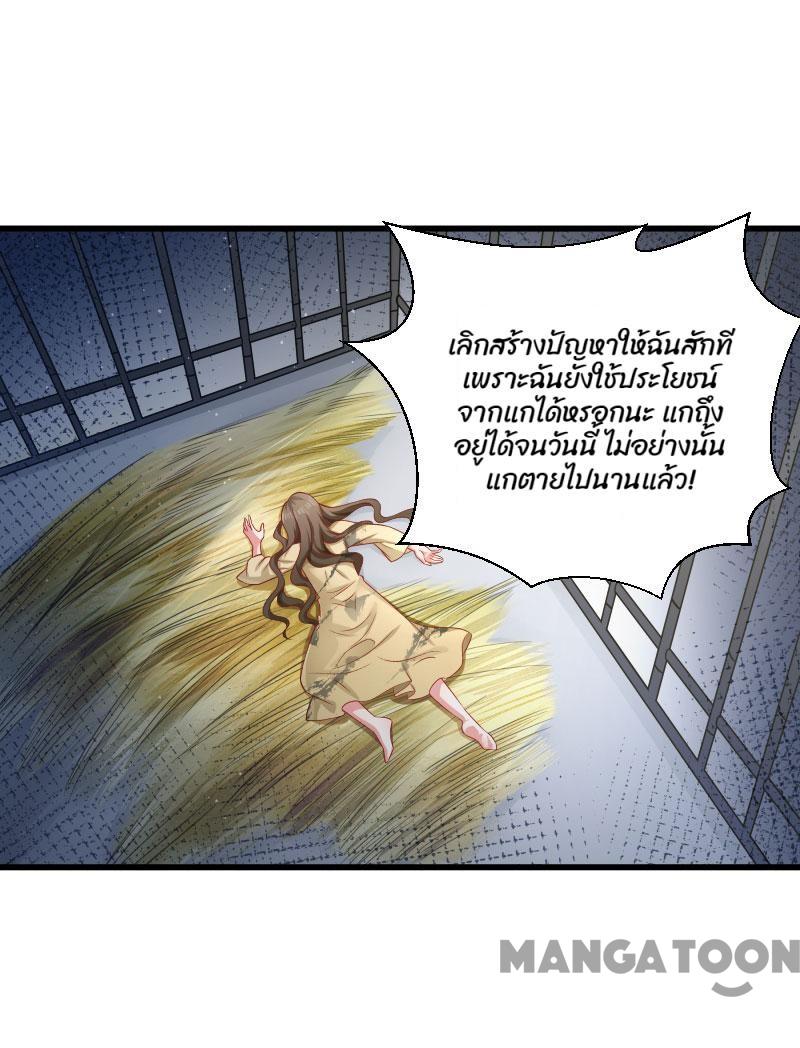 เลิกสร้างปัญหาให้ฉันสักที
เพราะฉันยังใช้ประโยชน์
จากแกได้หรอกนะ แกถึง
อยู่ได้จนวันนี้ ไม่อย่างนั้น
แกตายไปนานแล้ว!
MANGATOON